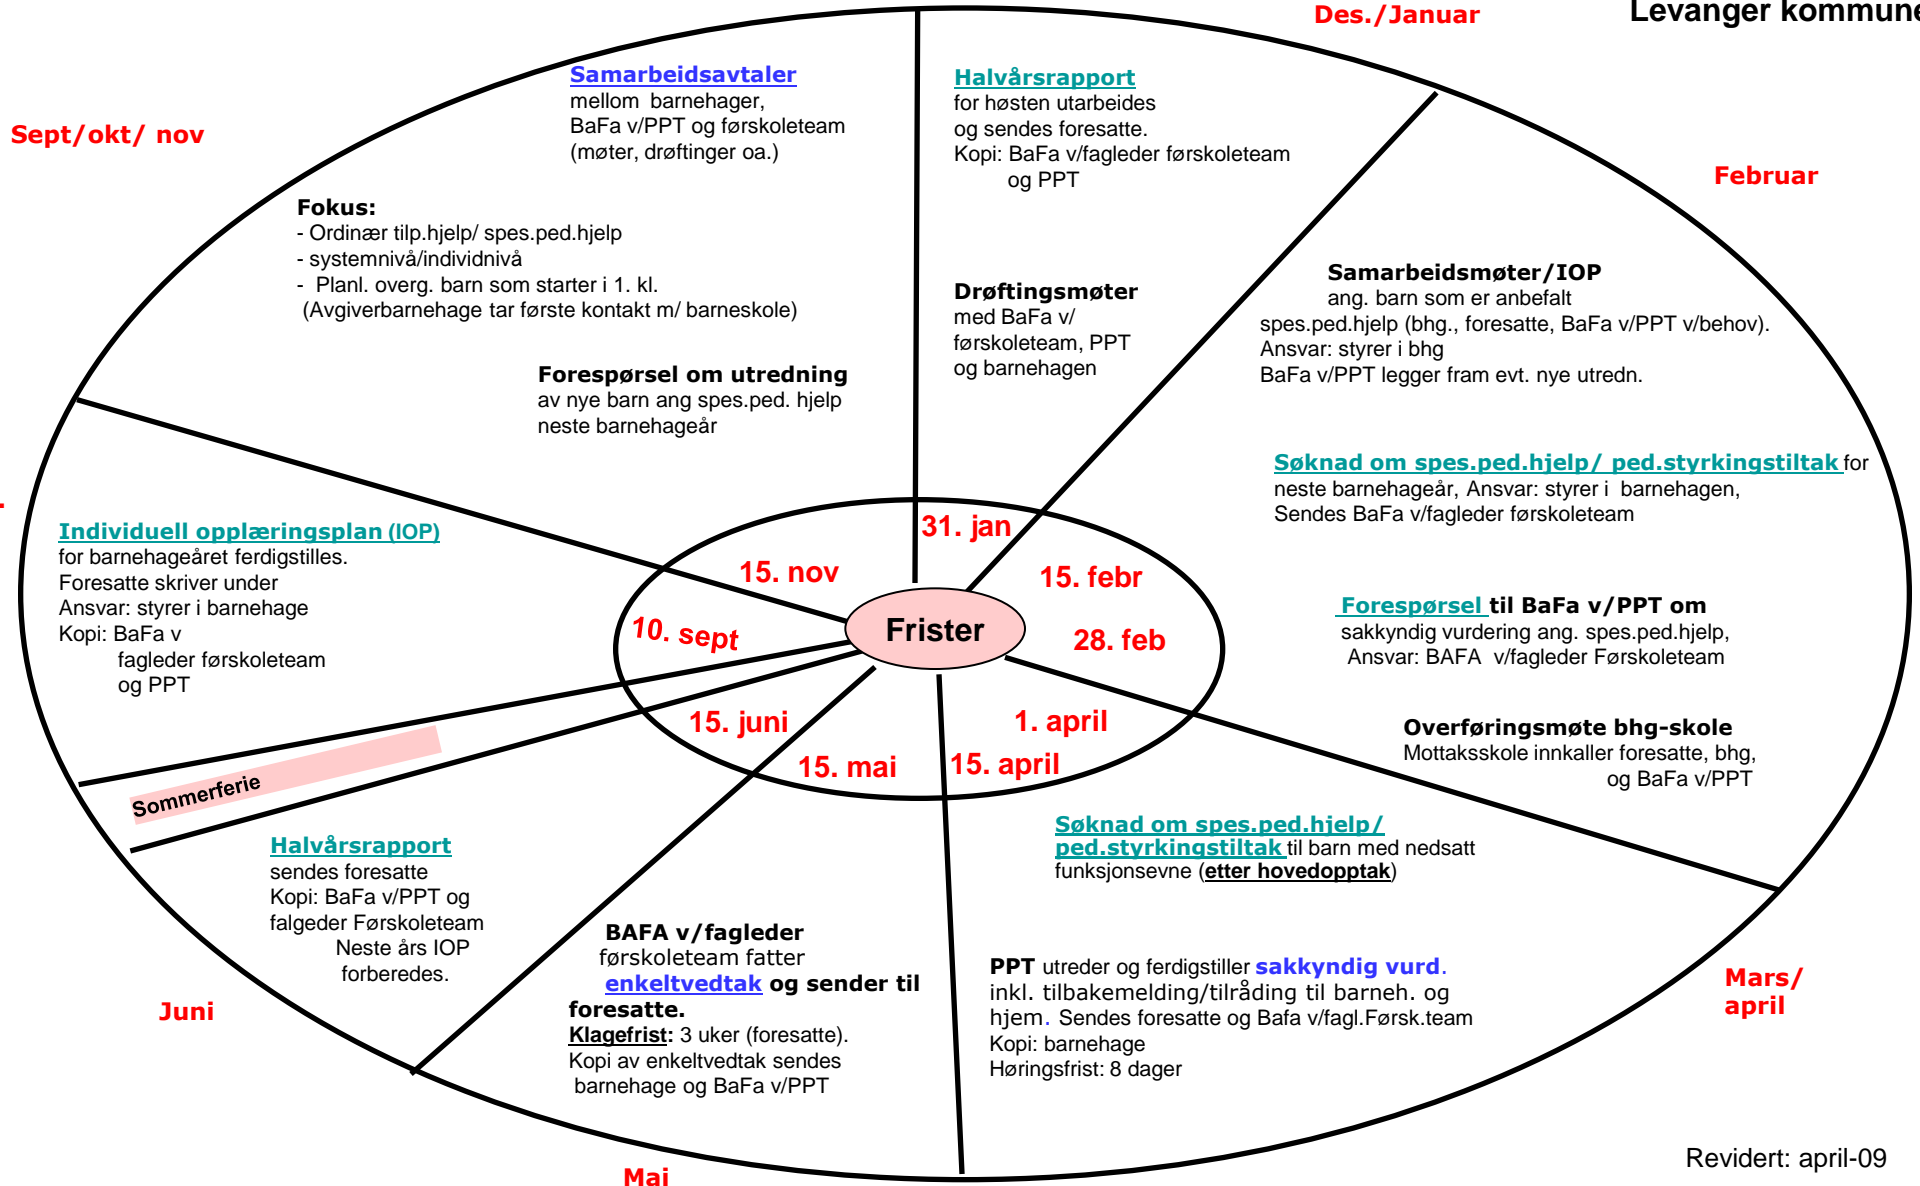 Des./Januar
Levanger kommune
Samarbeidsavtaler
mellom barnehager,
BaFa v/PPT og førskoleteam
(møter, drøftinger oa.)
Halvårsrapport
for høsten utarbeides
og sendes foresatte.
Kopi: BaFa v/fagleder førskoleteam
og PPT
Sept/okt/ nov
Februar
Fokus:
- Ordinær tilp.hjelp/ spes.ped.hjelp
- systemnivå/individnivå
- Planl. overg. barn som starter i 1. kl.
(Avgiverbarnehage tar første kontakt m/ barneskole)
Drøftingsmøter
med BaFa v/
førskoleteam, PPT
og barnehagen
Samarbeidsmøter/IOP
ang. barn som er anbefalt
spes.ped.hjelp (bhg., foresatte, BaFa v/PPT v/behov).
Ansvar: styrer i bhg
BaFa v/PPT legger fram evt. nye utredn.
Forespørsel om utredning
av nye barn ang spes.ped. hjelp
neste barnehageår
Søknad om spes.ped.hjelp/ ped.styrkingstiltak for
neste barnehageår, Ansvar: styrer i barnehagen,
Sendes BaFa v/fagleder førskoleteam
.
Individuell opplæringsplan (IOP)
for barnehageåret ferdigstilles.
Foresatte skriver under
Ansvar: styrer i barnehage
Kopi: BaFa v
fagleder førskoleteam
og PPT
31. jan
15. nov
15. febr
10. sept
Frister
28. feb
15. juni
1. april
15. mai
15. april
Forespørsel til BaFa v/PPT om
sakkyndig vurdering ang. spes.ped.hjelp,
Ansvar: BAFA v/fagleder Førskoleteam
Overføringsmøte bhg-skole
Mottaksskole innkaller foresatte, bhg,
og BaFa v/PPT
Sommerferie
Halvårsrapport
sendes foresatte
Kopi: BaFa v/PPT og
falgeder Førskoleteam
Neste års IOP
forberedes.
Søknad om spes.ped.hjelp/
ped.styrkingstiltak til barn med nedsatt
funksjonsevne (etter hovedopptak)
BAFA v/fagleder
førskoleteam fatter
enkeltvedtak og sender til
foresatte.
Klagefrist: 3 uker (foresatte).
Kopi av enkeltvedtak sendes
barnehage og BaFa v/PPT
PPT utreder og ferdigstiller sakkyndig vurd.
inkl. tilbakemelding/tilråding til barneh. og
hjem. Sendes foresatte og Bafa v/fagl.Førsk.team
Kopi: barnehage
Høringsfrist: 8 dager
Mars/
april
Juni
Mai
Revidert: april-09